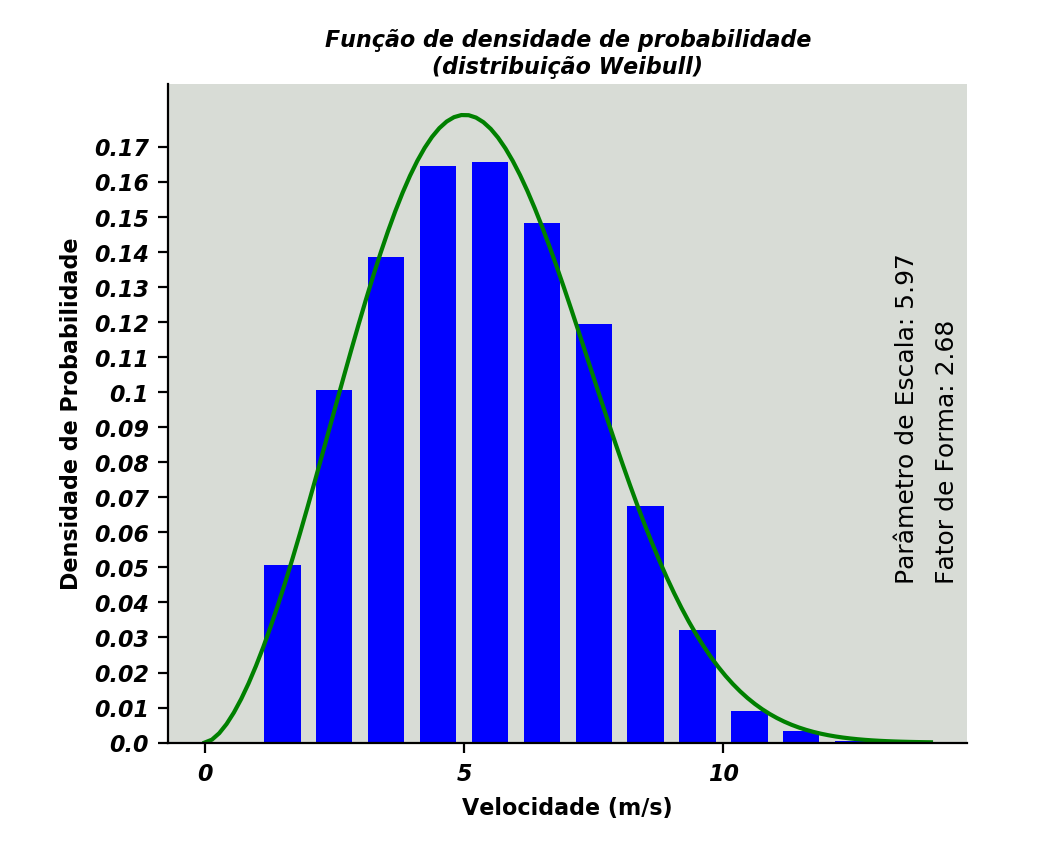 Função de densidade de probabilidade
(distribuição Weibull)
0.17
0.16
0.15
0.14
0.13
0.12
0.11
0.1
0.09
0.08
0.07
0.06
0.05
0.04
0.03
0.02
0.01
0.0
Densidade de Probabilidade
Parâmetro de Escala: 5.97
Fator de Forma: 2.68
0 5 10
Velocidade (m/s)